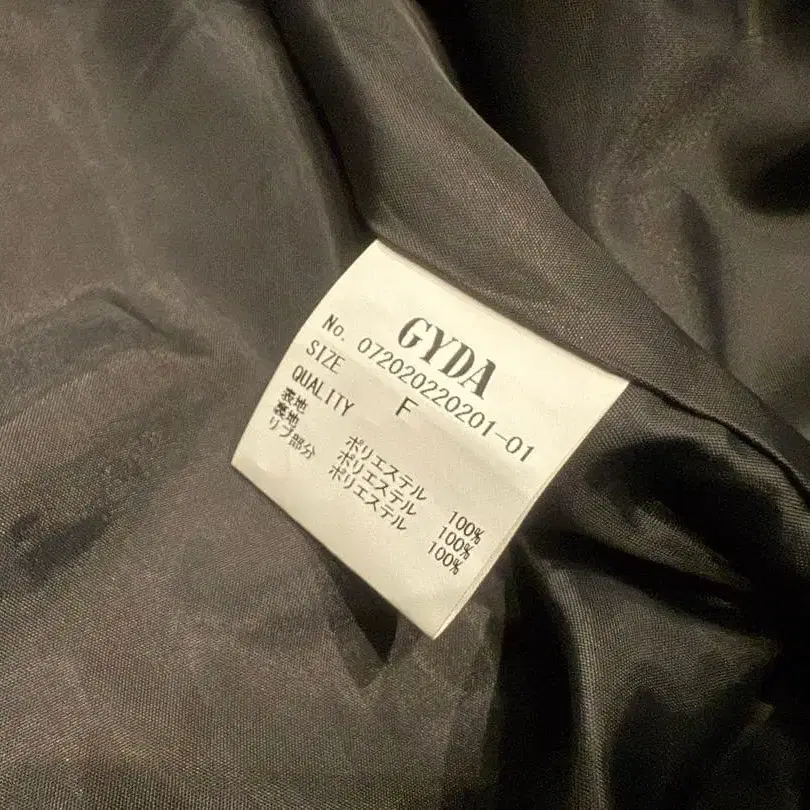 GYDA
No. 072020220201-01
SIZE F
QUALITY
表地 ポリエステル 100%
裏地 ポリエステル 100%
リブ部分 ポリエステル 100%